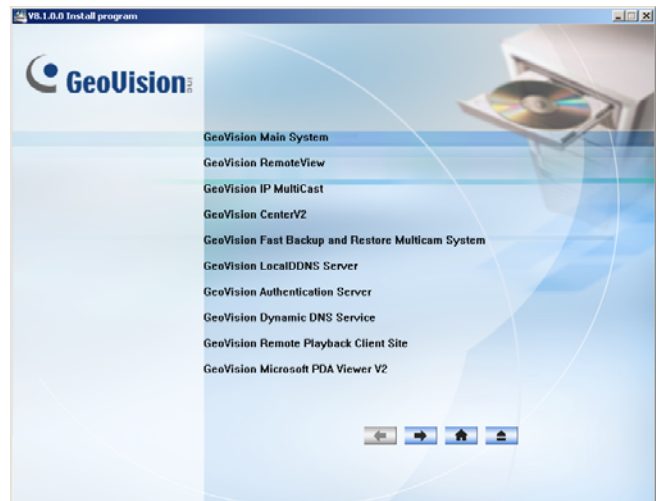 V8.1.0.0 Install program
GeoVision
INC
GeoVision Main System
GeoVision RemoteView
GeoVision IP MultiCast
GeoVision CenterV2
GeoVision Fast Backup and Restore Multicam System
GeoVision LocalDDNS Server
GeoVision Authentication Server
GeoVision Dynamic DNS Service
GeoVision Remote Playback Client Site
GeoVision Microsoft PDA Viewer V2